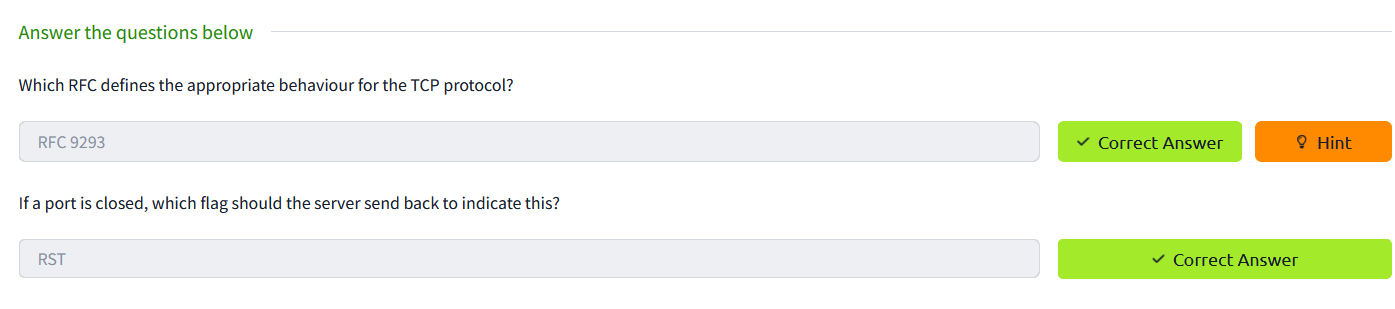 Answer the questions below
Which RFC defines the appropriate behaviour for the TCP protocol?
RFC 9293
Correct Answer
Hint
If a port is closed, which flag should the server send back to indicate this?
RST
Correct Answer